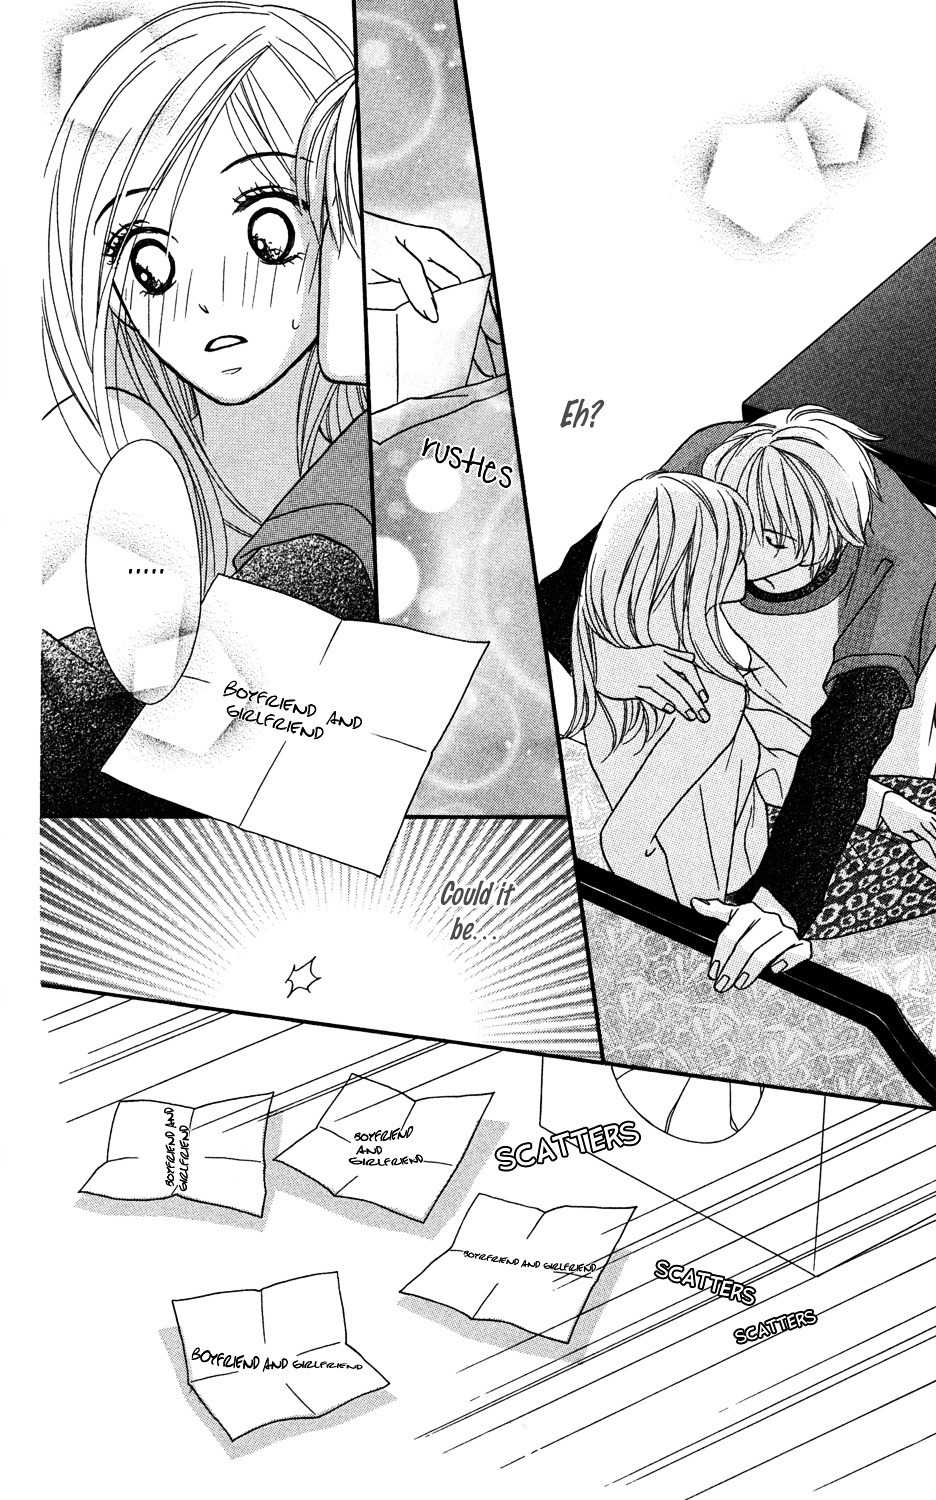 Eh?
rustles
.....
BOYFRIEND AND
GIRLFRIEND
Could it
be...
BOYFRIEND AND
GIRLFRIEND
BOYFRIEND
AND
GIRLFRIEND
SCATTERS
BOYFRIEND AND GIRLFRIEND
SCATTERS
SCATTERS
BOYFRIEND AND GIRLFRIEND